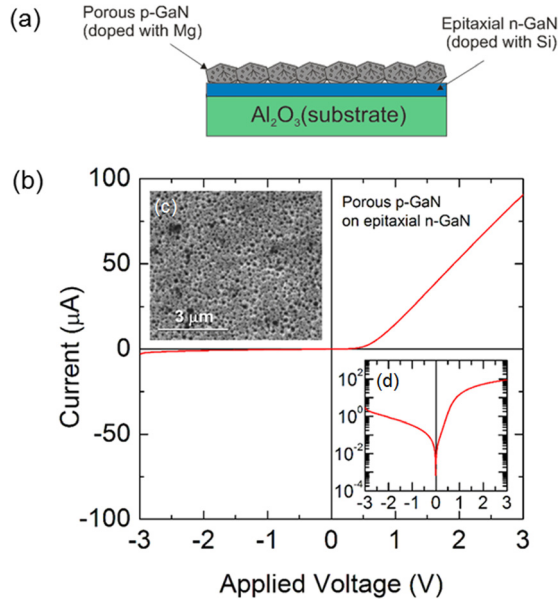 (a)
Porous p-GaN
(doped with Mg)
Epitaxial n-GaN
(doped with Si)
Al₂O₃(substrate)
(b)
100
50
0
-50
-100
Current (μA)
(c)
3 μm
Porous p-GaN
on epitaxial n-GaN
(d)
10²
10⁰
10⁻²
10⁻⁴
-3 -2 -1 0 1 2 3
-3 -2 -1 0 1 2 3
Applied Voltage (V)